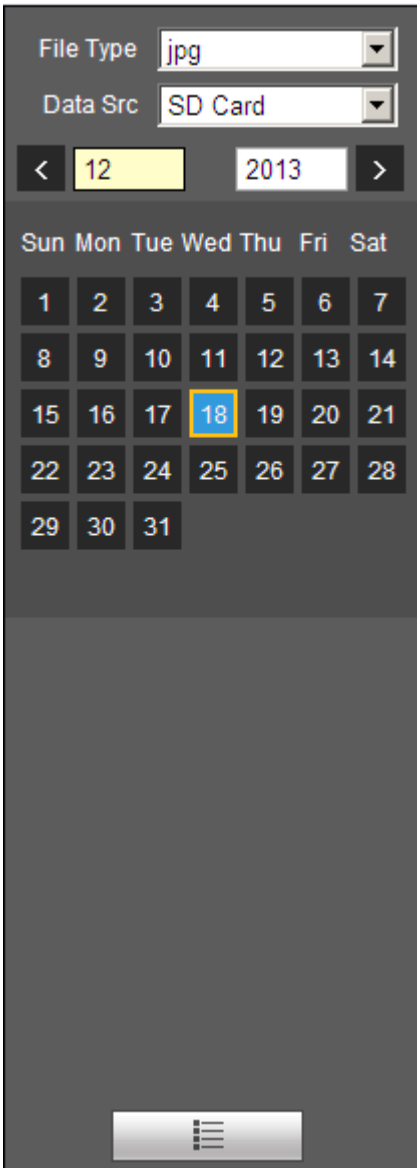 File Type jpg
Data Src SD Card
< 12 2013 >
Sun Mon Tue Wed Thu Fri Sat
1 2 3 4 5 6 7
8 9 10 11 12 13 14
15 16 17 18 19 20 21
22 23 24 25 26 27 28
29 30 31